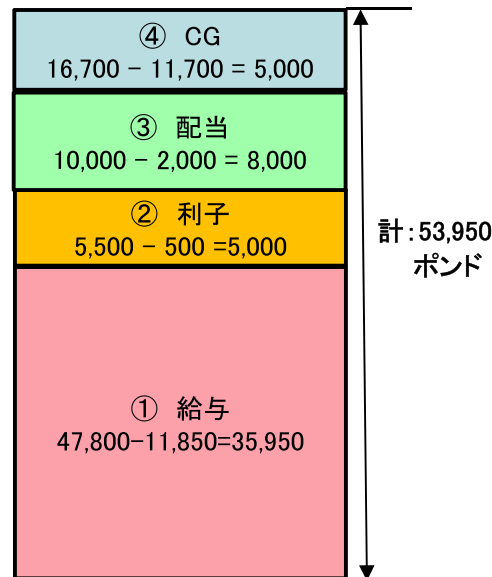 ④ CG
16,700 − 11,700 = 5,000
③ 配当
10,000 − 2,000 = 8,000
② 利子
5,500 − 500 =5,000
計:53,950
ポンド
① 給与
47,800−11,850=35,950